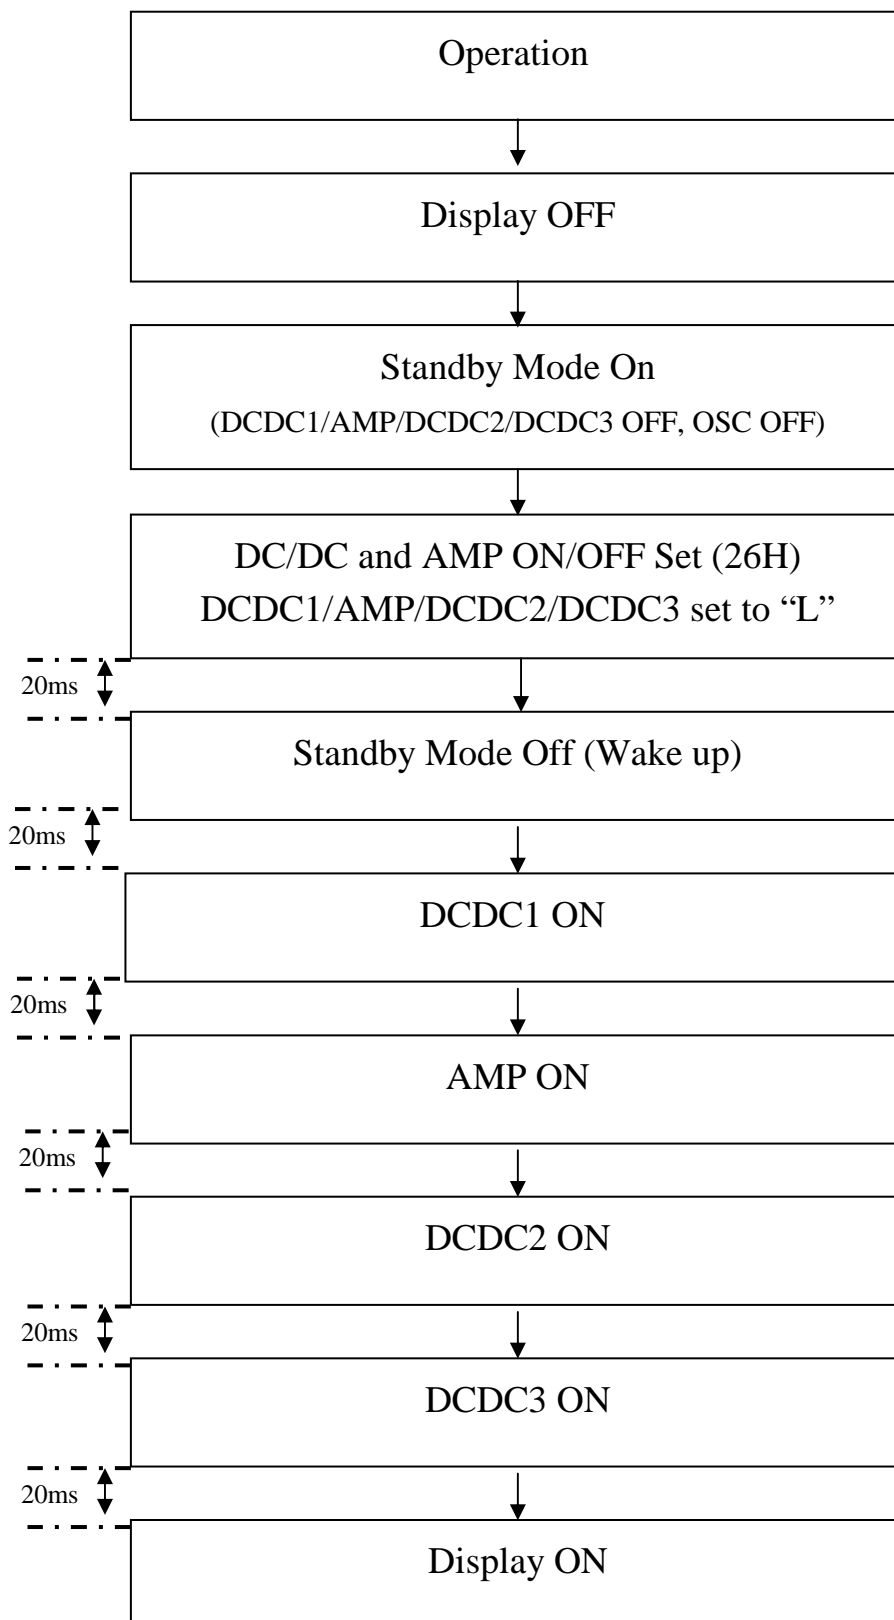 Operation
Display OFF
Standby Mode On
(DCDC1/AMP/DCDC2/DCDC3 OFF, OSC OFF)
DC/DC and AMP ON/OFF Set (26H)
DCDC1/AMP/DCDC2/DCDC3 set to “L”
20ms
Standby Mode Off (Wake up)
20ms
DCDC1 ON
20ms
AMP ON
20ms
DCDC2 ON
20ms
DCDC3 ON
20ms
Display ON